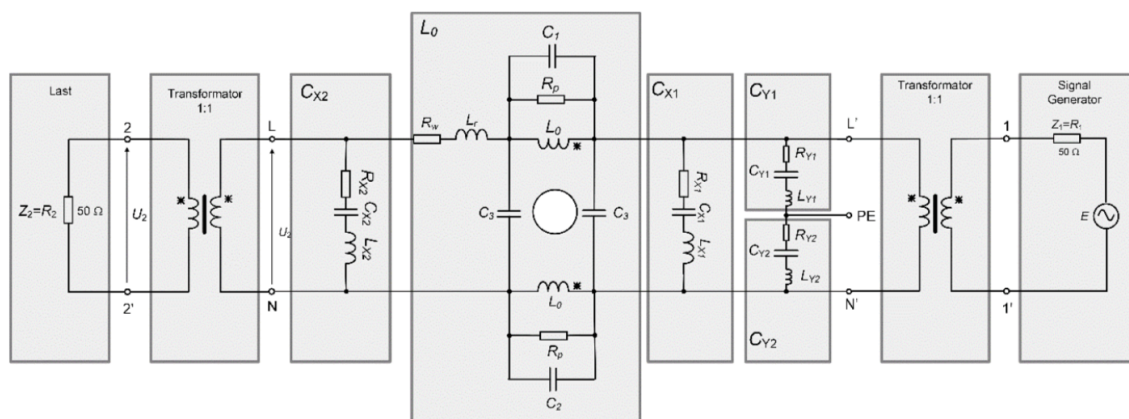 L0
C1
Rp
Rw
Lr
L0
C3
C3
L0
Rp
C2
Last
2
Z2=R2
50 Ω
U2
2'
Transformator
1:1
L
U2
N
CX2
RX2
CX2
LX2
CX1
RX1
CX1
LX1
CY1
RY1
CY1
LY1
PE
RY2
CY2
LY2
CY2
L'
N'
Transformator
1:1
1
1'
Signal
Generator
Z1=R1
50 Ω
E